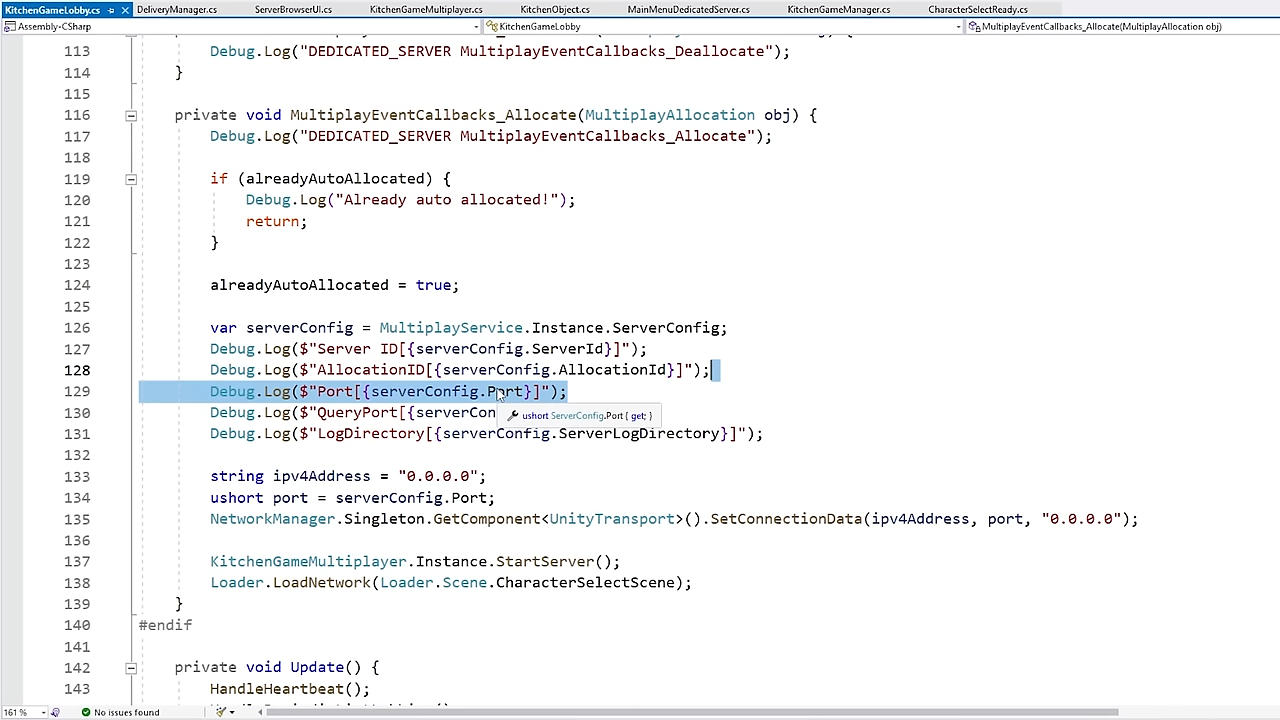 KitchenGameLobby.cs DeliveryManager.cs ServerBrowserUI.cs KitchenGameMultiplayer.cs KitchenObject.cs MainMenuDedicatedServer.cs KitchenGameManager.cs CharacterSelectReady.cs
Assembly-CSharp KitchenGameLobby MultiplayEventCallbacks_Allocate(MultiplayAllocation obj)
113 Debug.Log("DEDICATED_SERVER MultiplayEventCallbacks_Deallocate");
114 }
115
116 private void MultiplayEventCallbacks_Allocate(MultiplayAllocation obj) {
117 Debug.Log("DEDICATED_SERVER MultiplayEventCallbacks_Allocate");
118
119 if (alreadyAutoAllocated) {
120 Debug.Log("Already auto allocated!");
121 return;
122 }
123
124 alreadyAutoAllocated = true;
125
126 var serverConfig = MultiplayService.Instance.ServerConfig;
127 Debug.Log($"Server ID[{serverConfig.ServerId}]");
128 Debug.Log($"AllocationID[{serverConfig.AllocationId}]");
129 Debug.Log($"Port[{serverConfig.Port}]");
130 Debug.Log($"QueryPort[{serverCon
ushort ServerConfig.Port { get; }
131 Debug.Log($"LogDirectory[{serverConfig.ServerLogDirectory}]");
132
133 string ipv4Address = "0.0.0.0";
134 ushort port = serverConfig.Port;
135 NetworkManager.Singleton.GetComponent<UnityTransport>().SetConnectionData(ipv4Address, port, "0.0.0.0");
136
137 KitchenGameMultiplayer.Instance.StartServer();
138 Loader.LoadNetwork(Loader.Scene.CharacterSelectScene);
139 }
140 #endif
141
142 private void Update() {
143 HandleHeartbeat();
161 % No issues found